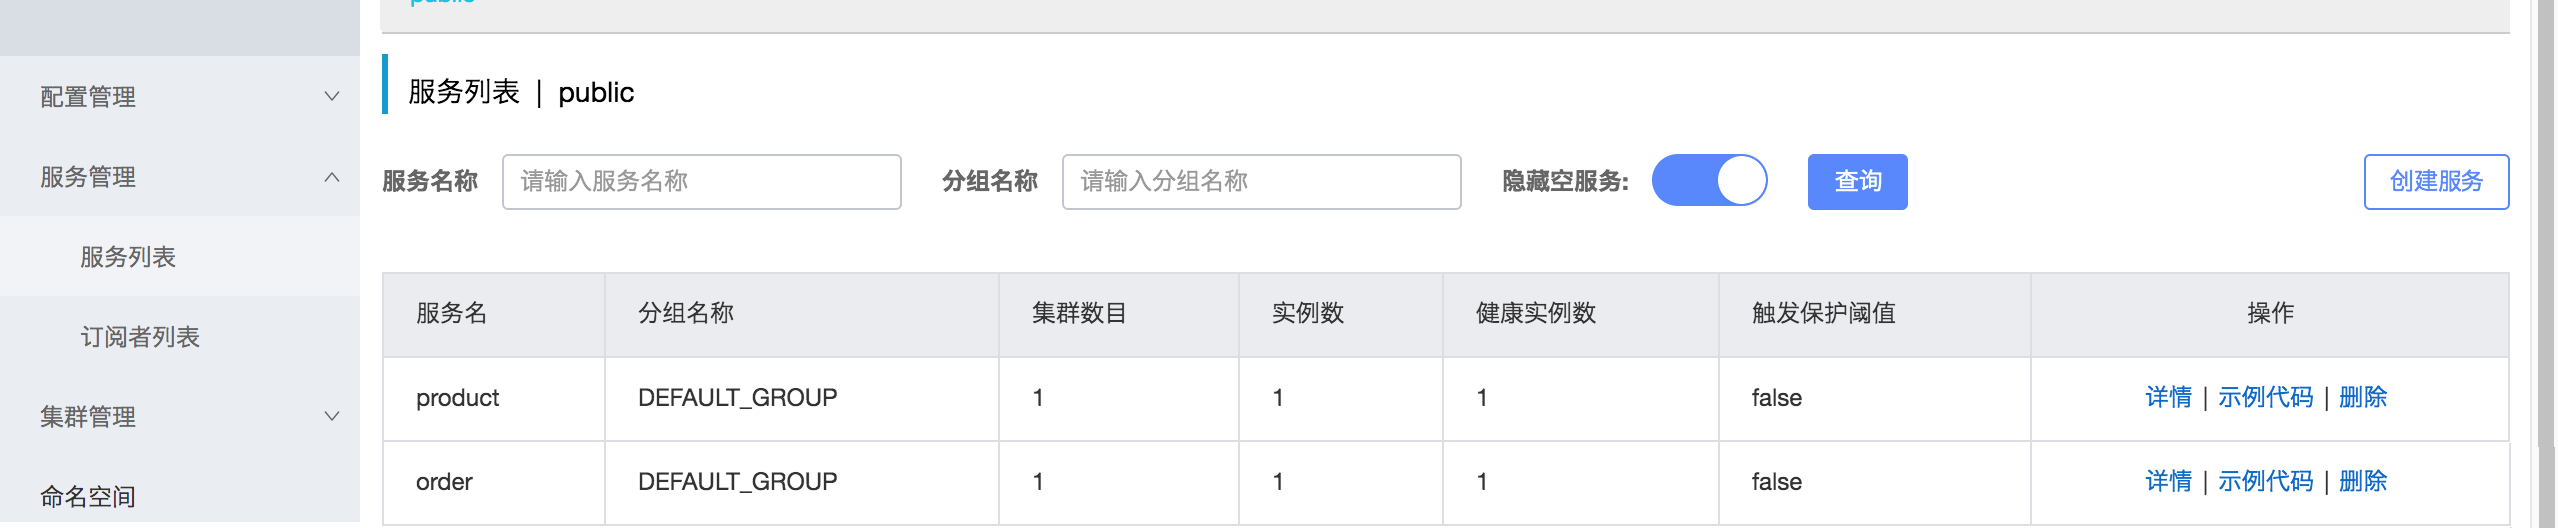 public
配置管理
服务管理
服务列表
订阅者列表
集群管理
命名空间
服务列表 | public
服务名称 请输入服务名称 分组名称 请输入分组名称 隐藏空服务: 查询 创建服务
服务名 分组名称 集群数目 实例数 健康实例数 触发保护阈值 操作
product DEFAULT_GROUP 1 1 1 false 详情 | 示例代码 | 删除
order DEFAULT_GROUP 1 1 1 false 详情 | 示例代码 | 删除